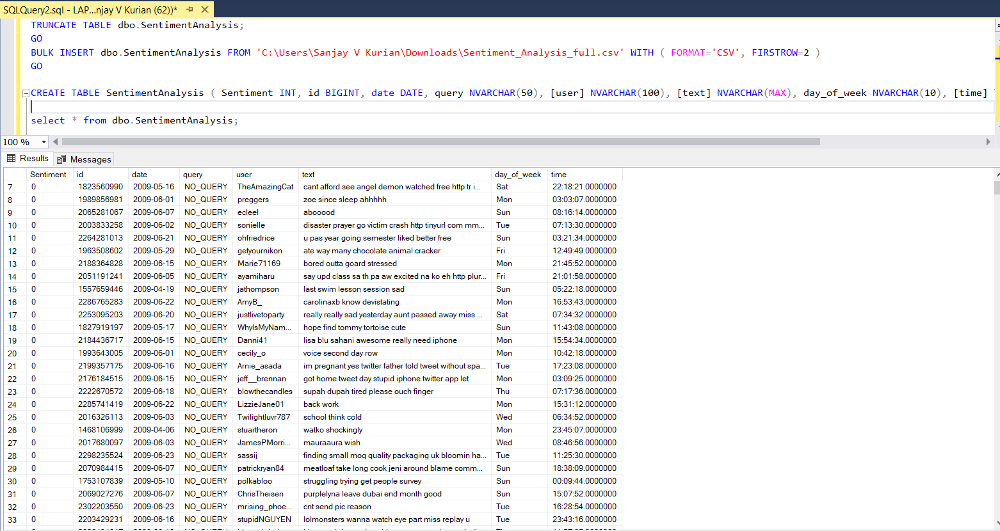 SQLQuery2.sql - LAP...njay V Kurian (62))*
TRUNCATE TABLE dbo.SentimentAnalysis;
GO
BULK INSERT dbo.SentimentAnalysis FROM 'C:\Users\Sanjay V Kurian\Downloads\Sentiment_Analysis_full.csv' WITH ( FORMAT='CSV', FIRSTROW=2 )
GO
CREATE TABLE SentimentAnalysis ( Sentiment INT, id BIGINT, date DATE, query NVARCHAR(50), [user] NVARCHAR(100), [text] NVARCHAR(MAX), day_of_week NVARCHAR(10), [time]
select * from dbo.SentimentAnalysis;
100 %
Results Messages
Sentiment id date query user text day_of_week time
7 0 1823560990 2009-05-16 NO_QUERY TheAmazingCat cant afford see angel demon watched free http tr i... Sat 22:18:21.0000000
8 0 1989856981 2009-06-01 NO_QUERY preggers zoe since sleep ahhhhh Mon 03:03:07.0000000
9 0 2065281067 2009-06-07 NO_QUERY ecleel abooood Sun 08:16:14.0000000
10 0 2003833258 2009-06-02 NO_QUERY sonielle disaster prayer go victim crash http tinyurl com mm... Tue 07:13:30.0000000
11 0 2264281013 2009-06-21 NO_QUERY ohfriedrice u pas year going semester liked better free Sun 03:21:34.0000000
12 0 1963508602 2009-05-29 NO_QUERY getyournikon ate way many chocolate animal cracker Fri 12:49:49.0000000
13 0 2188364828 2009-06-15 NO_QUERY Marie71169 bored outta goard stressed Mon 21:45:52.0000000
14 0 2051191241 2009-06-05 NO_QUERY ayamiharu say upd class sa th pa aw excited na ko eh http plur... Fri 21:01:58.0000000
15 0 1557659446 2009-04-19 NO_QUERY jathompson last swim lesson session sad Sun 05:22:18.0000000
16 0 2286765283 2009-06-22 NO_QUERY AmyB_ carolinaxb know devistating Mon 16:53:43.0000000
17 0 2253095203 2009-06-20 NO_QUERY justlivetoparty really really sad yesterday aunt passed away miss ... Sat 07:34:32.0000000
18 0 1827919197 2009-05-17 NO_QUERY WhyIsMyNam... hope find tommy tortoise cute Sun 11:43:08.0000000
19 0 2184436717 2009-06-15 NO_QUERY Danni41 lisa blu sahani awesome really need iphone Mon 15:54:34.0000000
20 0 1993643005 2009-06-01 NO_QUERY cecily_o voice second day row Mon 10:42:18.0000000
21 0 2199357175 2009-06-16 NO_QUERY Arnie_asada im pregnant yes twitter father told tweet without spa... Tue 17:23:08.0000000
22 0 2176184515 2009-06-15 NO_QUERY jeff__brennan got home tweet day stupid iphone twitter app let Mon 03:09:25.0000000
23 0 2222670572 2009-06-18 NO_QUERY blowthecandles supah dupah tired please ouch finger Thu 07:17:36.0000000
24 0 2285741419 2009-06-22 NO_QUERY LizzieJane01 back work Mon 15:31:12.0000000
25 0 2016326113 2009-06-03 NO_QUERY Twilightluvr787 school think cold Wed 06:34:52.0000000
26 0 1468106999 2009-04-06 NO_QUERY stuartheron watko shockingly Mon 23:45:07.0000000
27 0 2017680097 2009-06-03 NO_QUERY JamesPMorri... mauraaura wish Wed 08:46:56.0000000
28 0 2298235524 2009-06-23 NO_QUERY sassij finding small moq quality packaging uk bloomin ha... Tue 11:25:30.0000000
29 0 2070984415 2009-06-07 NO_QUERY patrickryan84 meatloaf take long cook jeni around blame comm... Sun 18:38:09.0000000
30 0 1753107839 2009-05-10 NO_QUERY polkabloo struggling trying get people survey Sun 00:09:44.0000000
31 0 2069027276 2009-06-07 NO_QUERY ChrisTheisen purplelyna leave dubai end month good Sun 15:07:52.0000000
32 0 2302203550 2009-06-23 NO_QUERY mrising_phoe... cnt send pic reason Tue 16:28:54.0000000
33 0 2203429231 2009-06-16 NO_QUERY stupidNGUYEN lolmonsters wanna watch eye part miss replay u Tue 23:43:16.0000000